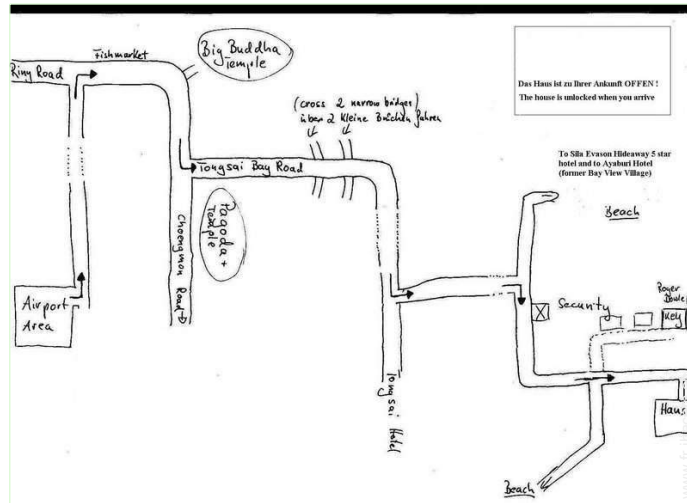 Fishmarket
Ring Road
Big Buddha
Temple
Das Haus ist zu Ihrer Ankunft OFFEN !
The house is unlocked when you arrive
(cross 2 narrow bridges)
über 2 kleine Brücken fahren
To Sila Evason Hideaway 5 star
hotel and to Ayaburi Hotel
(former Bay View Village)
Tongsai Bay Road
Pagoda +
Temple
Choengmon Road
Beach
Airport
Area
Security
Roger
Key
Tongsai Hotel
Haus
Beach